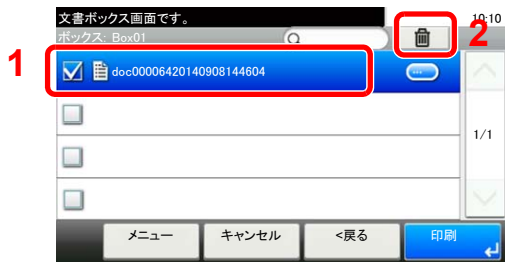 文書ボックス画面です。 10:10
ボックス: Box01
2
1
doc00006420140908144604
1/1
メニュー キャンセル <戻る 印刷